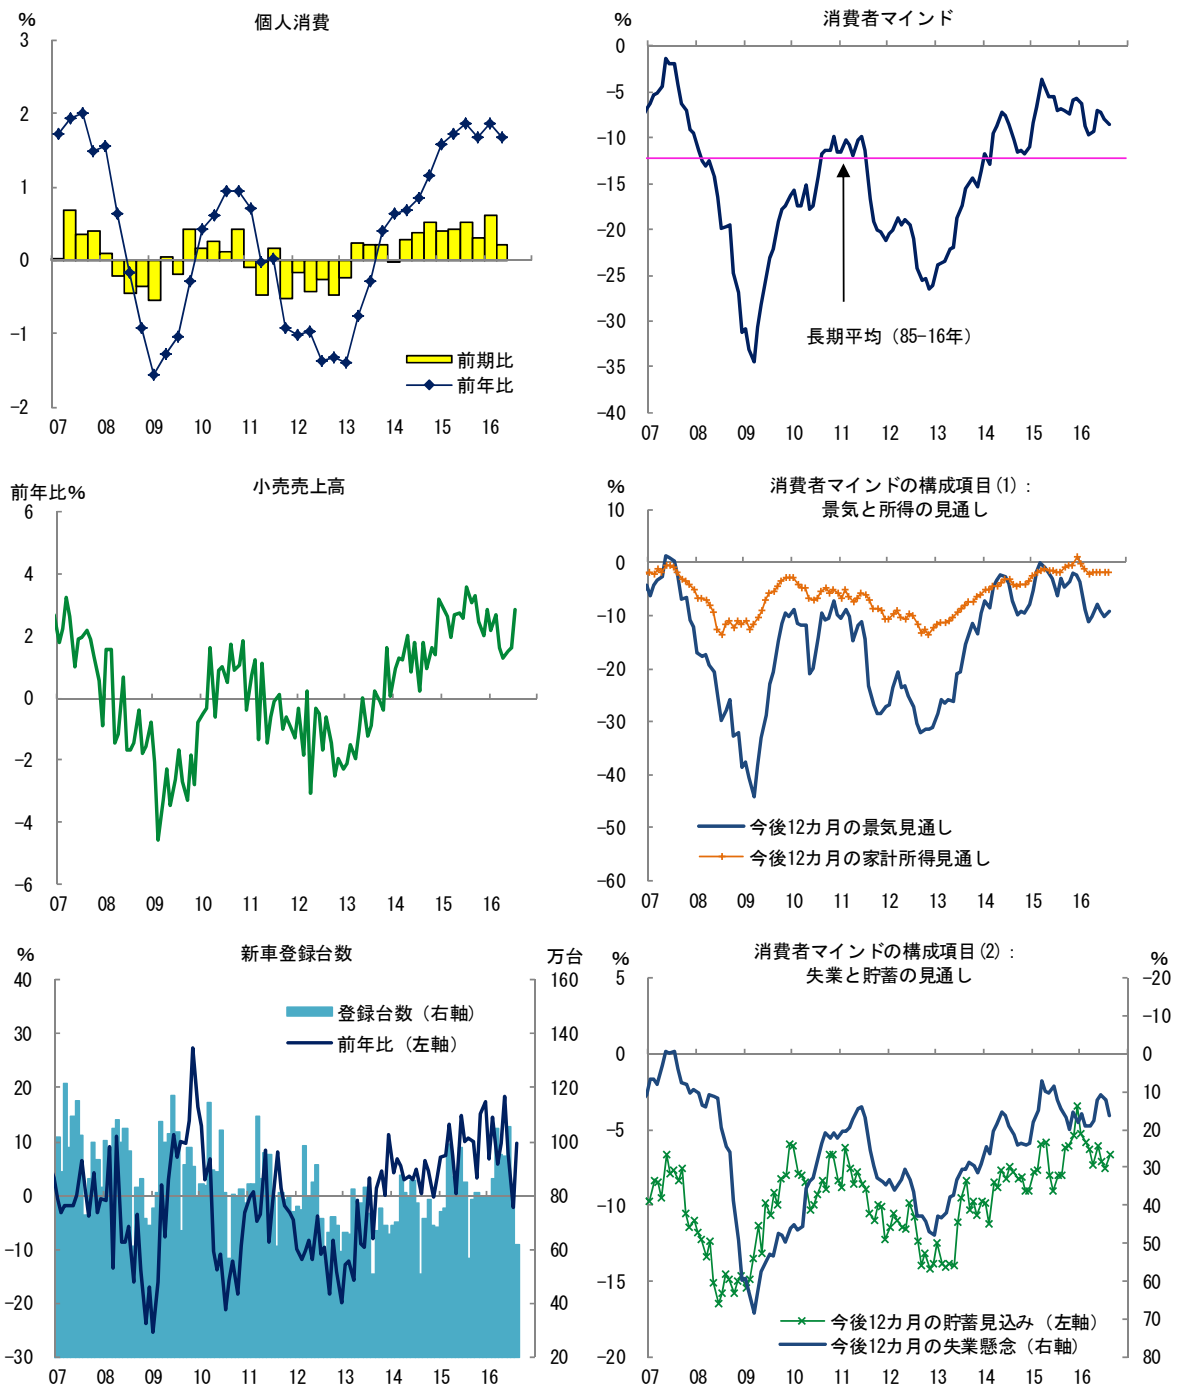 個人消費
%
3
2
1
0
-1
-2
前期比
前年比
07 08 09 10 11 12 13 14 15 16
消費者マインド
%
0
-5
-10
-15
-20
-25
-30
-35
-40
長期平均（85-16年）
07 08 09 10 11 12 13 14 15 16
小売売上高
前年比%
6
4
2
0
-2
-4
-6
07 08 09 10 11 12 13 14 15 16
消費者マインドの構成項目(1)：
景気と所得の見通し
%
10
0
-10
-20
-30
-40
-50
-60
今後12カ月の景気見通し
今後12カ月の家計所得見通し
07 08 09 10 11 12 13 14 15 16
新車登録台数
%
万台
40
30
20
10
0
-10
-20
-30
160
140
120
100
80
60
40
20
登録台数（右軸）
前年比（左軸）
07 08 09 10 11 12 13 14 15 16
消費者マインドの構成項目(2)：
失業と貯蓄の見通し
%
%
5
0
-5
-10
-15
-20
-20
-10
0
10
20
30
40
50
60
70
80
今後12カ月の貯蓄見込み（左軸）
今後12カ月の失業懸念（右軸）
07 08 09 10 11 12 13 14 15 16